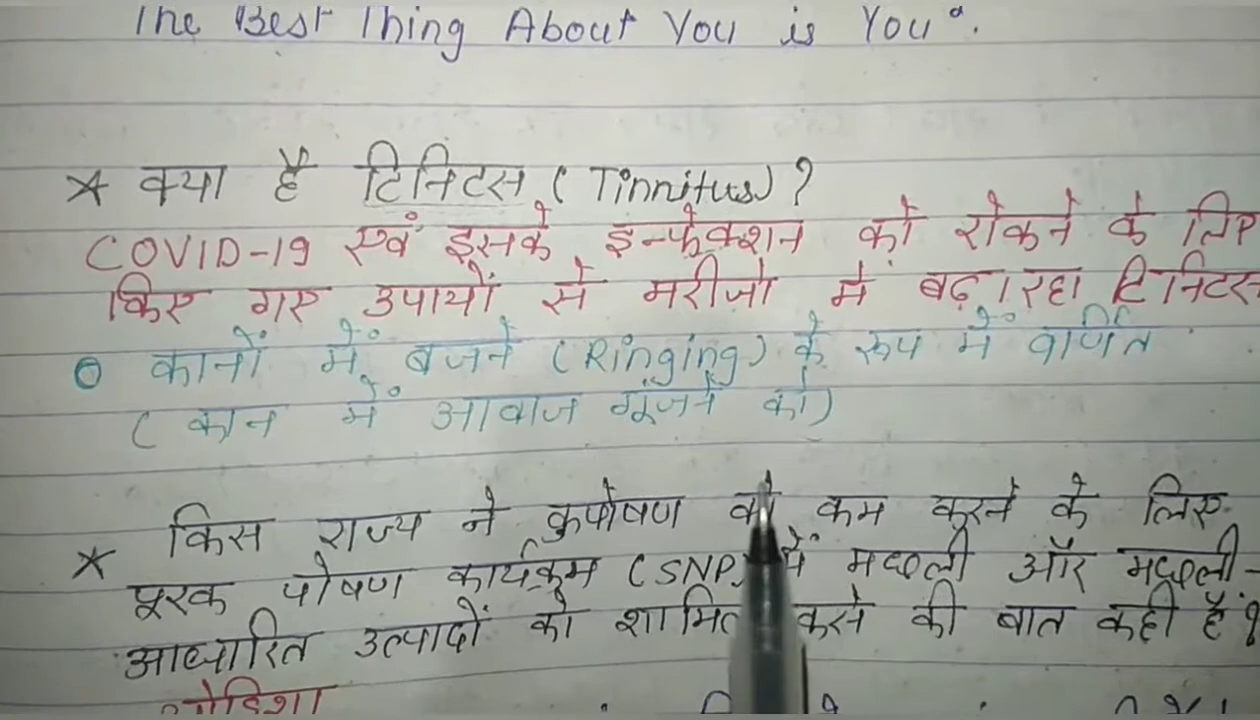 The Best Thing About You is You".
* क्या है टिनिटस (Tinnitus)?
COVID-19 एवं इसके इन्फेक्शन को रोकने के लिए
किए गए उपायों से मरीजो में बढ़ा रहा टिनिटस
कानों में बजने (Ringing) के रूप में वर्णित
(कान में आवाज गूंजने को)
* किस राज्य ने कुपोषण को कम करने के लिए
पूरक पोषण कार्यक्रम (SNP) में मछली और मछली-
आधारित उत्पादों को शामिल करने की बात कही है?
ओडिशा